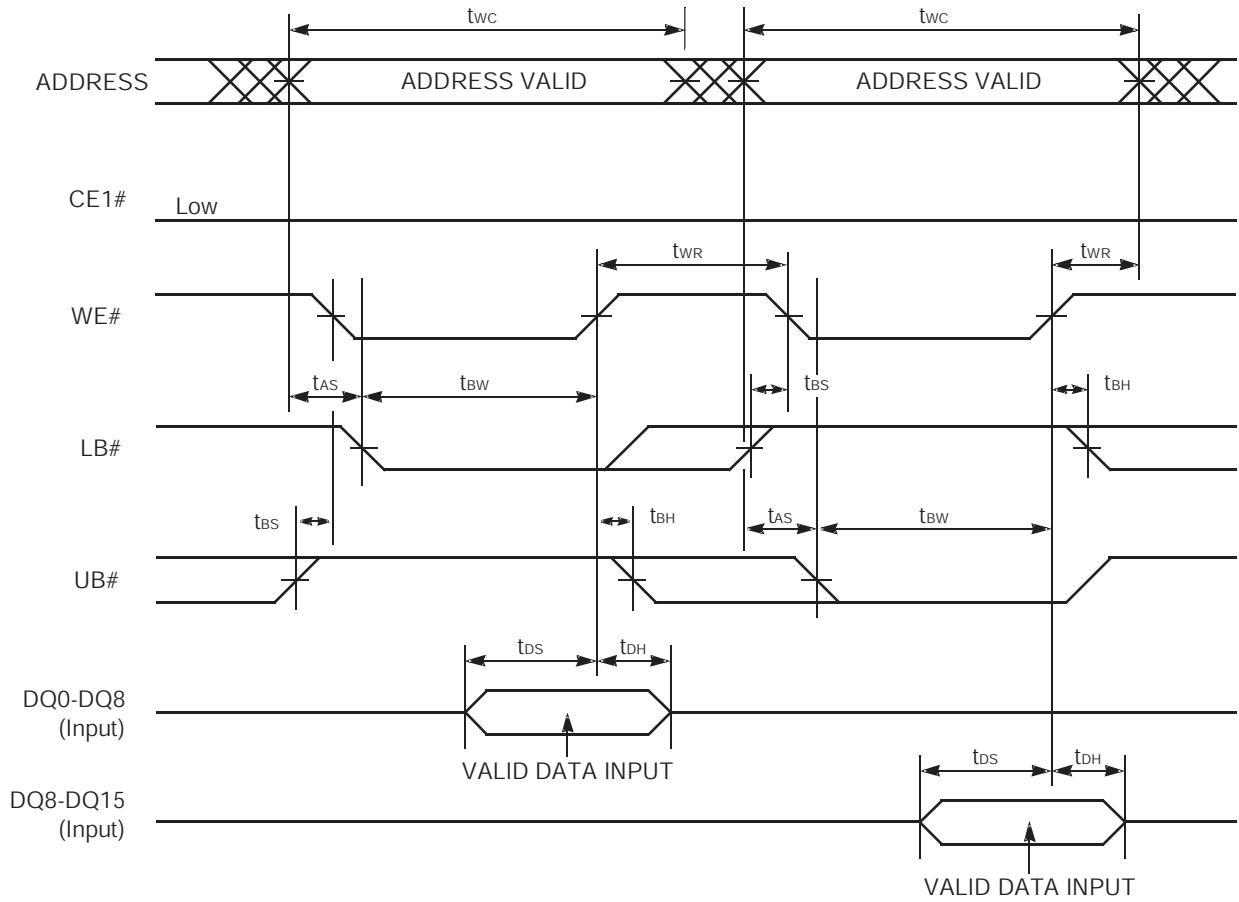 tWC
tWC
ADDRESS
ADDRESS VALID
ADDRESS VALID
CE1#
Low
tWR
tWR
WE#
tAS
tBW
tBS
tBH
LB#
tBS
tBH
tAS
tBW
UB#
tDS
tDH
DQ0-DQ8
(Input)
VALID DATA INPUT
tDS
tDH
DQ8-DQ15
(Input)
VALID DATA INPUT